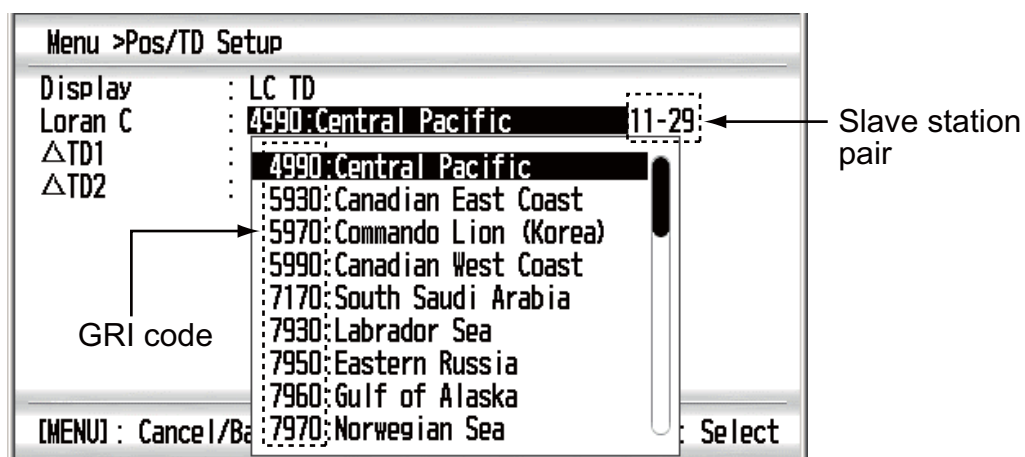 Menu >Pos/TD Setup
Display : LC TD
Loran C : 4990:Central Pacific 11-29
△TD1 :
△TD2 :
4990:Central Pacific
5930:Canadian East Coast
5970:Commando Lion (Korea)
5990:Canadian West Coast
7170:South Saudi Arabia
7930:Labrador Sea
7950:Eastern Russia
7960:Gulf of Alaska
7970:Norwegian Sea
[MENU]: Cancel/Ba : Select
Slave station
pair
GRI code